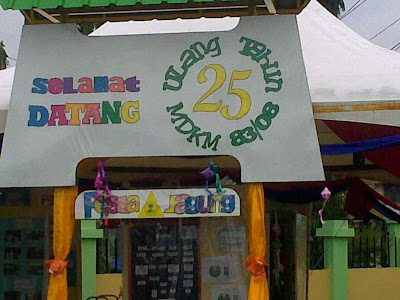 SELAMAT
DATANG
ULANG TAHUN
25
MDKM 83/08
Pesta Jagung